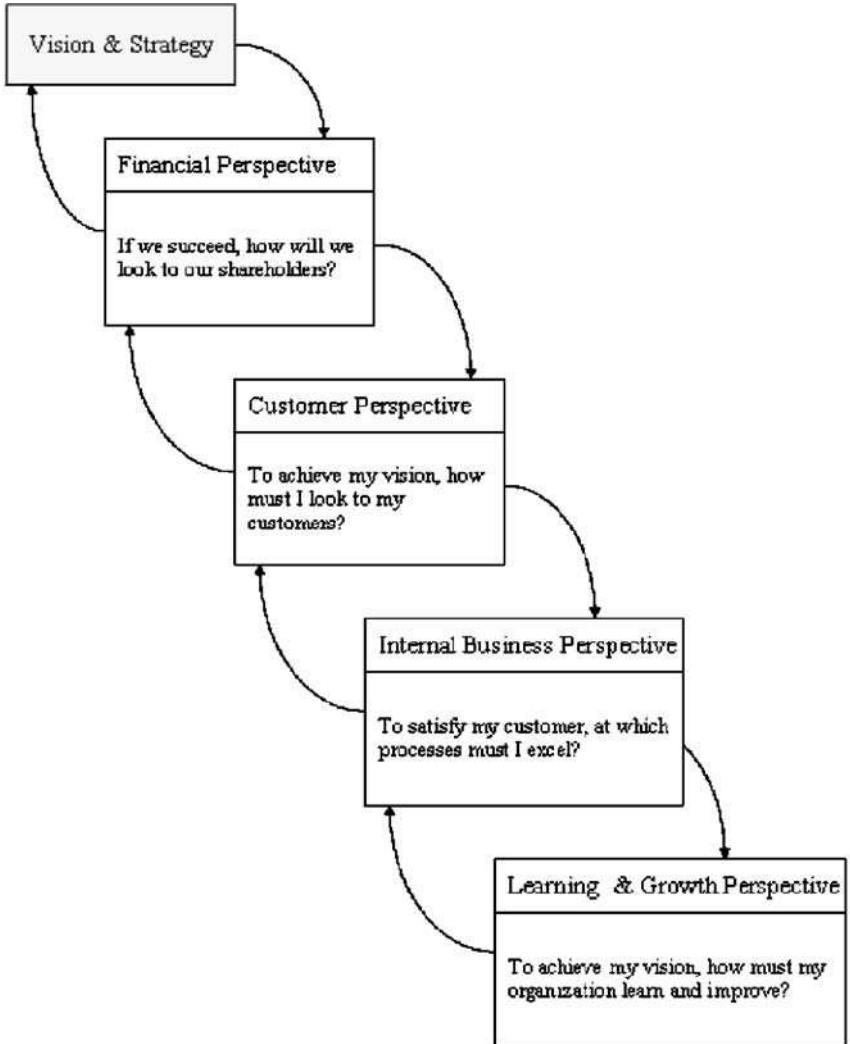 Vision & Strategy
Financial Perspective
If we succeed, how will we
look to our shareholders?
Customer Perspective
To achieve my vision, how
must I look to my
customers?
Internal Business Perspective
To satisfy my customer, at which
processes must I excel?
Learning & Growth Perspective
To achieve my vision, how must my
organization learn and improve?